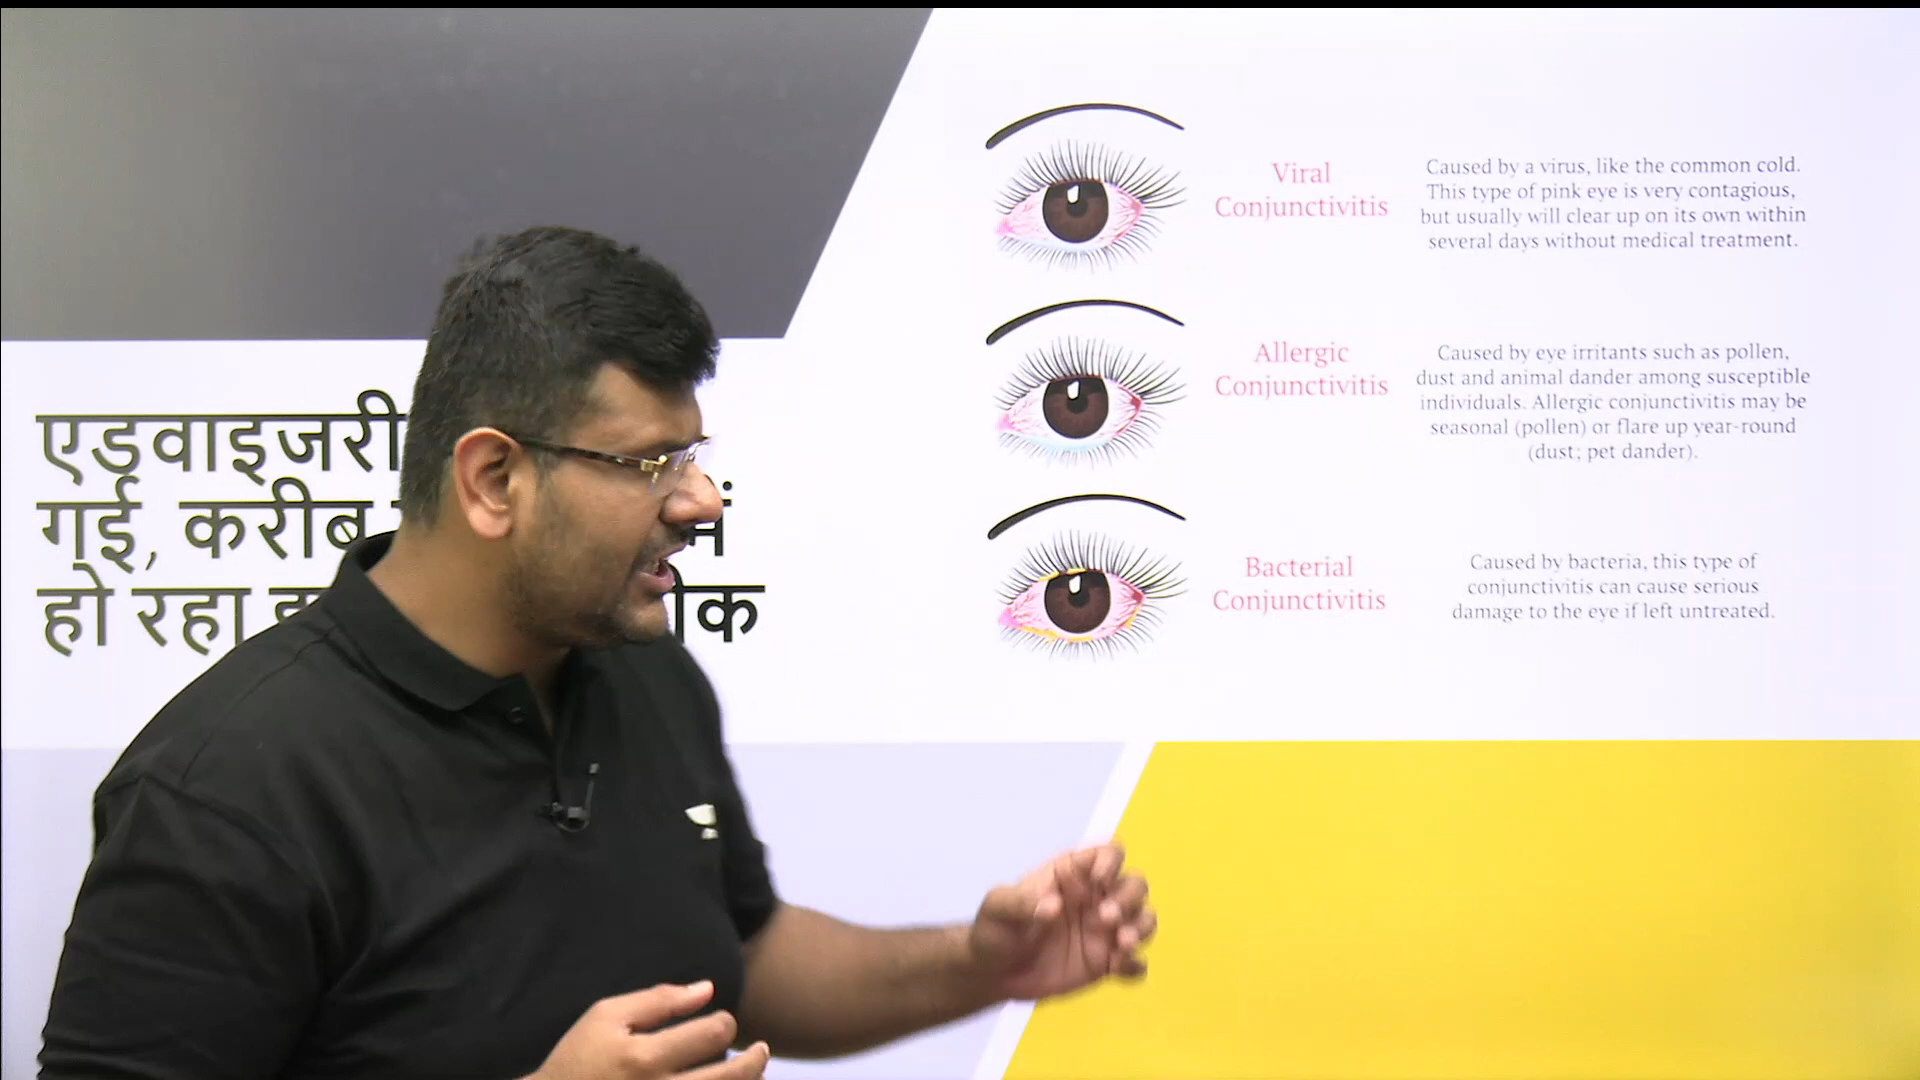 एडवाइजरी
गई, करीब
हो रहा
Viral
Conjunctivitis
Caused by a virus, like the common cold.
This type of pink eye is very contagious,
but usually will clear up on its own within
several days without medical treatment.
Allergic
Conjunctivitis
Caused by eye irritants such as pollen,
dust and animal dander among susceptible
individuals. Allergic conjunctivitis may be
seasonal (pollen) or flare up year-round
(dust; pet dander).
Bacterial
Conjunctivitis
Caused by bacteria, this type of
conjunctivitis can cause serious
damage to the eye if left untreated.